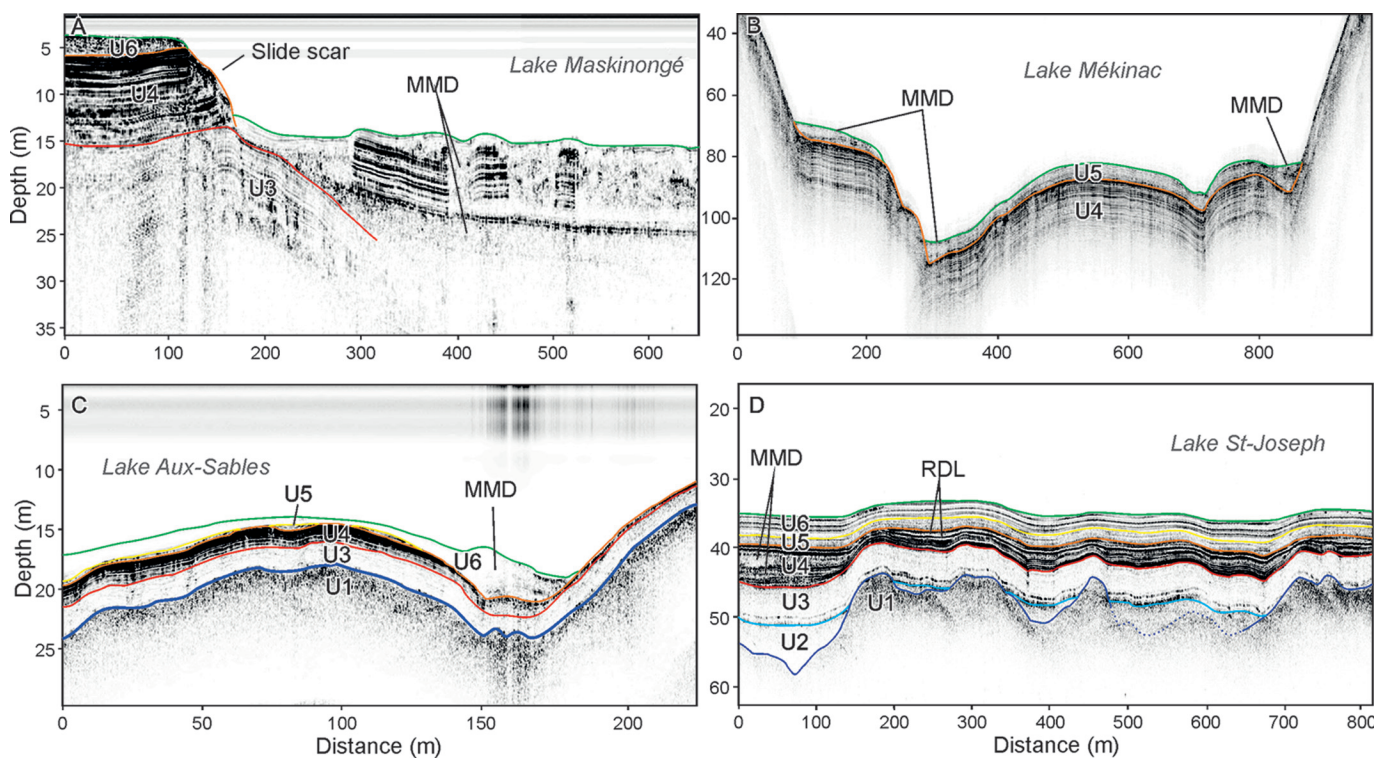 A
U6
Slide scar
Lake Maskinongé
MMD
U4
U3
Depth (m)
5
10
15
20
25
30
35
0
100
200
300
400
500
600
B
Lake Mékinac
MMD
MMD
U5
U4
40
60
80
100
120
0
200
400
600
800
C
Lake Aux-Sables
U5
MMD
U4
U3
U6
U1
Depth (m)
5
10
15
20
25
0
50
100
150
200
Distance (m)
D
Lake St-Joseph
MMD
RDL
U6
U5
U4
U3
U1
U2
20
30
40
50
60
0
100
200
300
400
500
600
700
800
Distance (m)